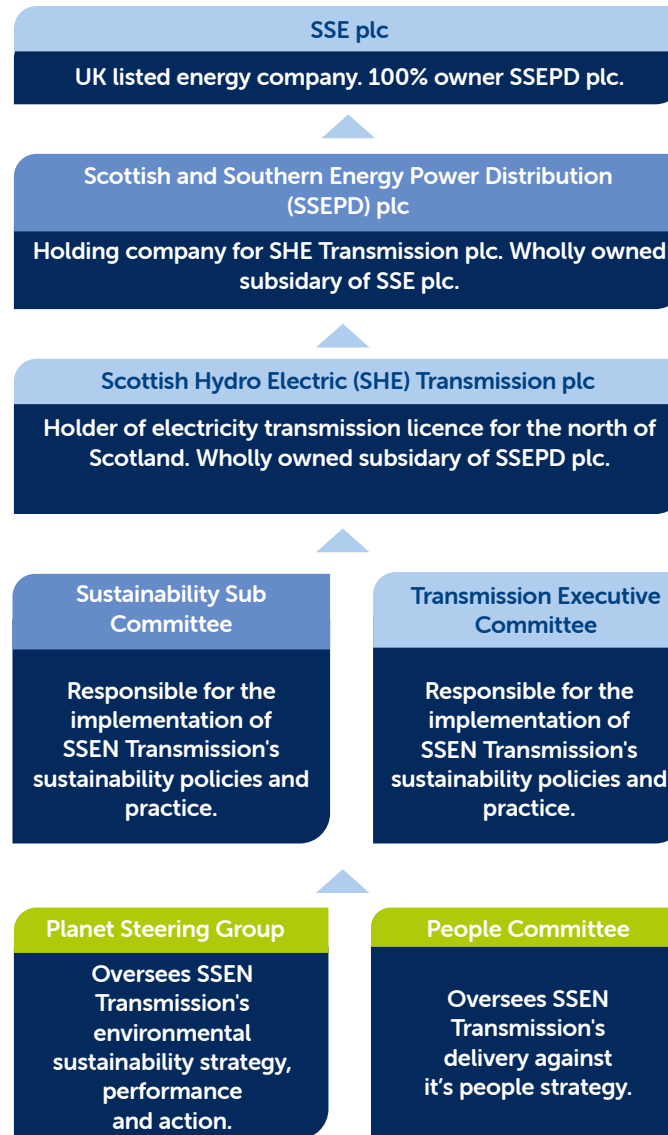 SSE plc
UK listed energy company. 100% owner SSEPD plc.
Scottish and Southern Energy Power Distribution
(SSEPD) plc
Holding company for SHE Transmission plc. Wholly owned
subsidary of SSE plc.
Scottish Hydro Electric (SHE) Transmission plc
Holder of electricity transmission licence for the north of
Scotland. Wholly owned subsidary of SSEPD plc.
Sustainability Sub
Committee
Responsible for the
implementation of
SSEN Transmission's
sustainability policies and
practice.
Transmission Executive
Committee
Responsible for the
implementation of
SSEN Transmission's
sustainability policies and
practice.
Planet Steering Group
Oversees SSEN
Transmission's
environmental
sustainability strategy,
performance
and action.
People Committee
Oversees SSEN
Transmission's
delivery against
it’s people strategy.